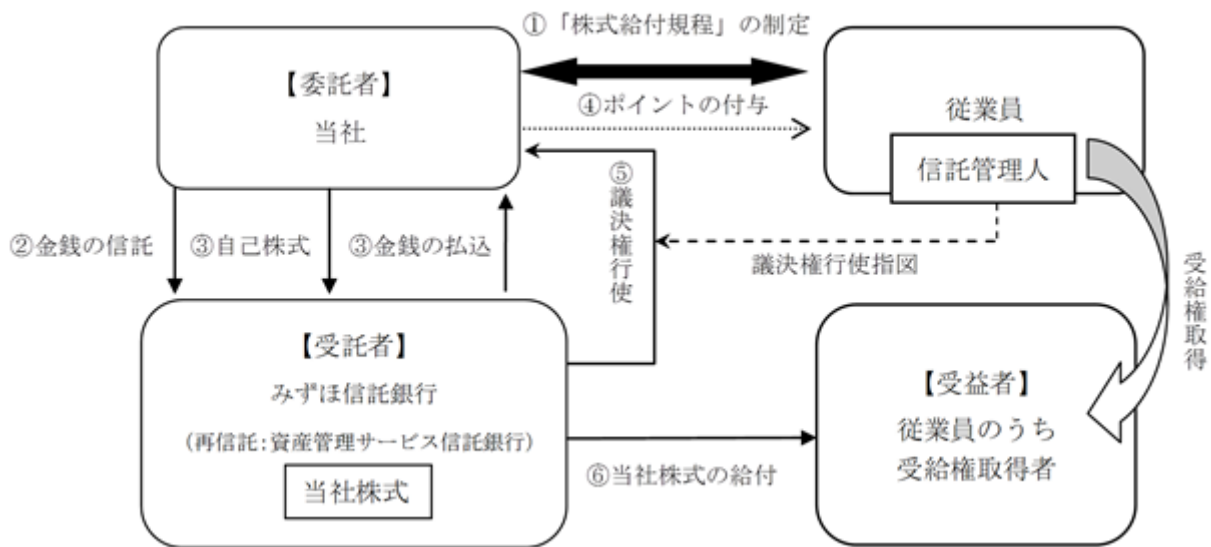 ①「株式給付規程」の制定
【委託者】
当社
④ポイントの付与
従業員
信託管理人
②金銭の信託
③自己株式
③金銭の払込
⑤議決権行使
議決権行使指図
受給権取得
【受託者】
みずほ信託銀行
(再信託:資産管理サービス信託銀行)
当社株式
⑥当社株式の給付
【受益者】
従業員のうち
受給権取得者